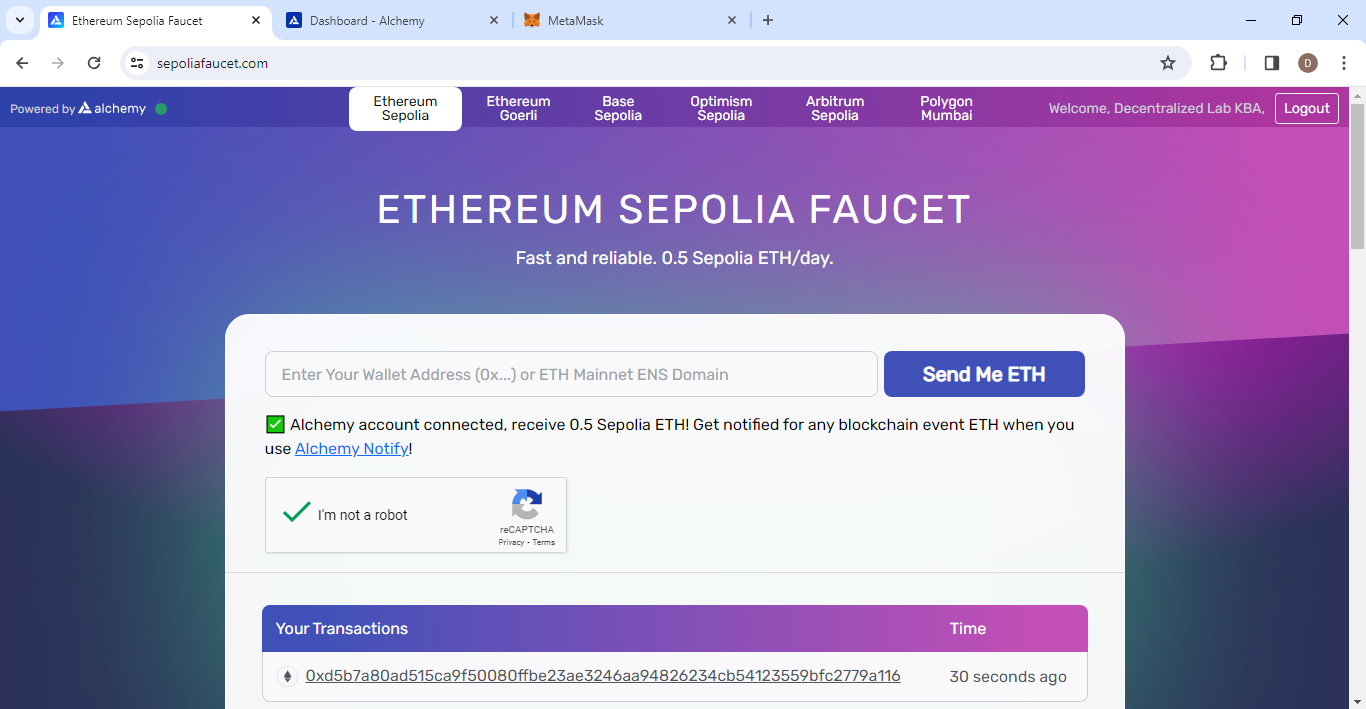 Ethereum Sepolia Faucet
Dashboard - Alchemy
MetaMask
sepoliafaucet.com
D
Powered by alchemy
Ethereum
Sepolia
Ethereum
Goerli
Base
Sepolia
Optimism
Sepolia
Arbitrum
Sepolia
Polygon
Mumbai
Welcome, Decentralized Lab KBA,
Logout
ETHEREUM SEPOLIA FAUCET
Fast and reliable. 0.5 Sepolia ETH/day.
Enter Your Wallet Address (0x...) or ETH Mainnet ENS Domain
Send Me ETH
✅ Alchemy account connected, receive 0.5 Sepolia ETH! Get notified for any blockchain event ETH when you
use Alchemy Notify!
I'm not a robot
reCAPTCHA
Privacy - Terms
Your Transactions
Time
0xd5b7a80ad515ca9f50080ffbe23ae3246aa94826234cb54123559bfc2779a116
30 seconds ago